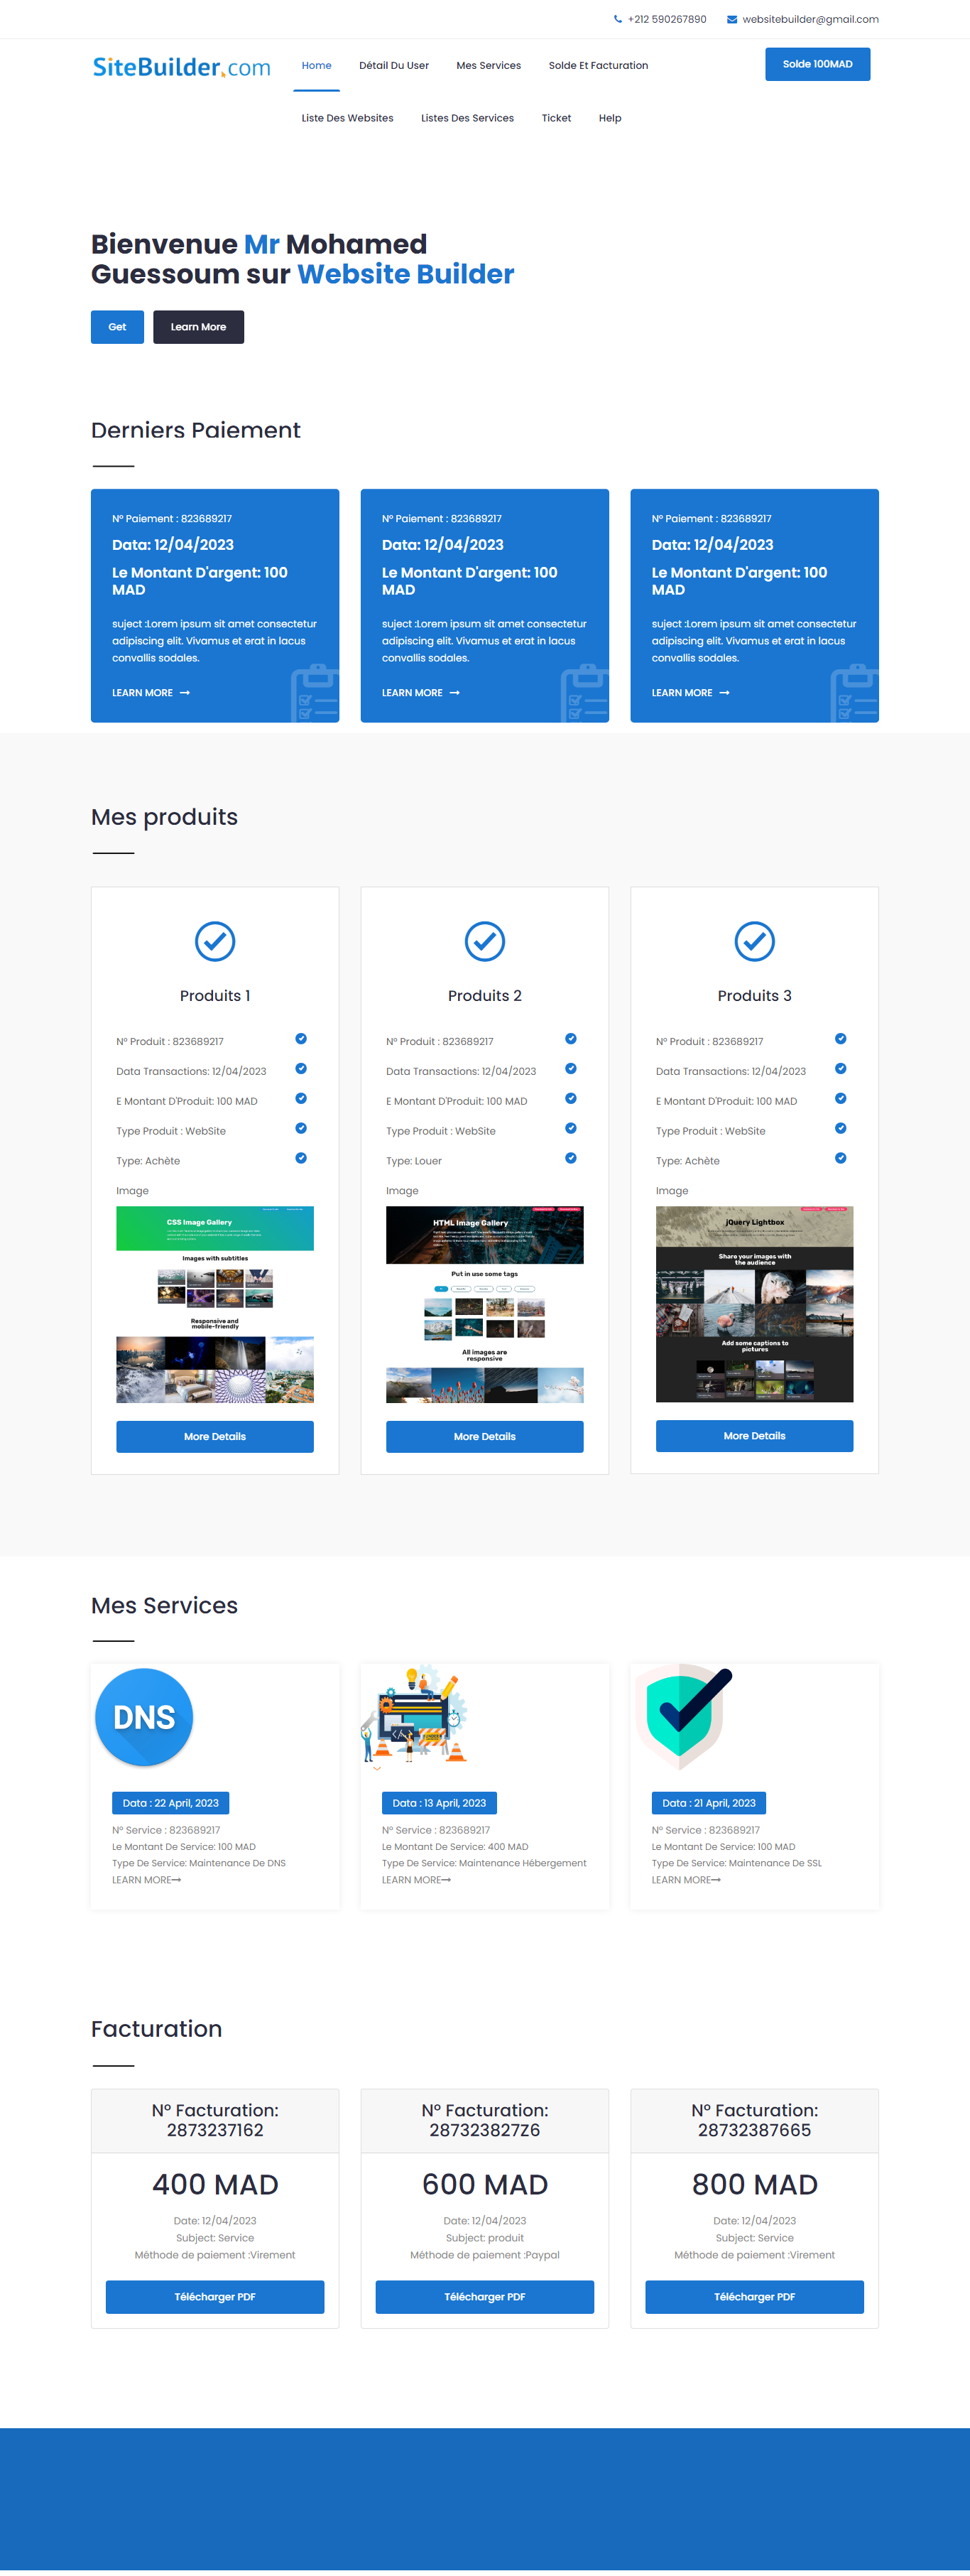 +212 590267890 websitebuilder@gmail.com
SiteBuilder.com
Home Détail Du User Mes Services Solde Et Facturation
Solde 100MAD
Liste Des Websites Listes Des Services Ticket Help
Bienvenue Mr Mohamed
Guessoum sur Website Builder
Get
Learn More
Derniers Paiement
N° Paiement : 823689217
Data: 12/04/2023
Le Montant D'argent: 100
MAD
suject :Lorem ipsum sit amet consectetur
adipiscing elit. Vivamus et erat in lacus
convallis sodales.
LEARN MORE
N° Paiement : 823689217
Data: 12/04/2023
Le Montant D'argent: 100
MAD
suject :Lorem ipsum sit amet consectetur
adipiscing elit. Vivamus et erat in lacus
convallis sodales.
LEARN MORE
N° Paiement : 823689217
Data: 12/04/2023
Le Montant D'argent: 100
MAD
suject :Lorem ipsum sit amet consectetur
adipiscing elit. Vivamus et erat in lacus
convallis sodales.
LEARN MORE
Mes produits
Produits 1
N° Produit : 823689217
Data Transactions: 12/04/2023
E Montant D'Produit: 100 MAD
Type Produit : WebSite
Type: Achète
Image
CSS Image Gallery
Images with subtitles
Responsive and
mobile-friendly
More Details
Produits 2
N° Produit : 823689217
Data Transactions: 12/04/2023
E Montant D'Produit: 100 MAD
Type Produit : WebSite
Type: Louer
Image
HTML Image Gallery
Put in use some tags
All images are
responsive
More Details
Produits 3
N° Produit : 823689217
Data Transactions: 12/04/2023
E Montant D'Produit: 100 MAD
Type Produit : WebSite
Type: Achète
Image
jQuery Lightbox
Share your images with
the audience
Add some captions to
pictures
More Details
Mes Services
DNS
Data : 22 April, 2023
N° Service : 823689217
Le Montant De Service: 100 MAD
Type De Service: Maintenance De DNS
LEARN MORE
</>
Data : 13 April, 2023
N° Service : 823689217
Le Montant De Service: 400 MAD
Type De Service: Maintenance Hébergement
LEARN MORE
Data : 21 April, 2023
N° Service : 823689217
Le Montant De Service: 100 MAD
Type De Service: Maintenance De SSL
LEARN MORE
Facturation
N° Facturation:
2873237162
400 MAD
Date: 12/04/2023
Subject: Service
Méthode de paiement :Virement
Télécharger PDF
N° Facturation:
287323827Z6
600 MAD
Date: 12/04/2023
Subject: produit
Méthode de paiement :Paypal
Télécharger PDF
N° Facturation:
28732387665
800 MAD
Date: 12/04/2023
Subject: Service
Méthode de paiement :Virement
Télécharger PDF